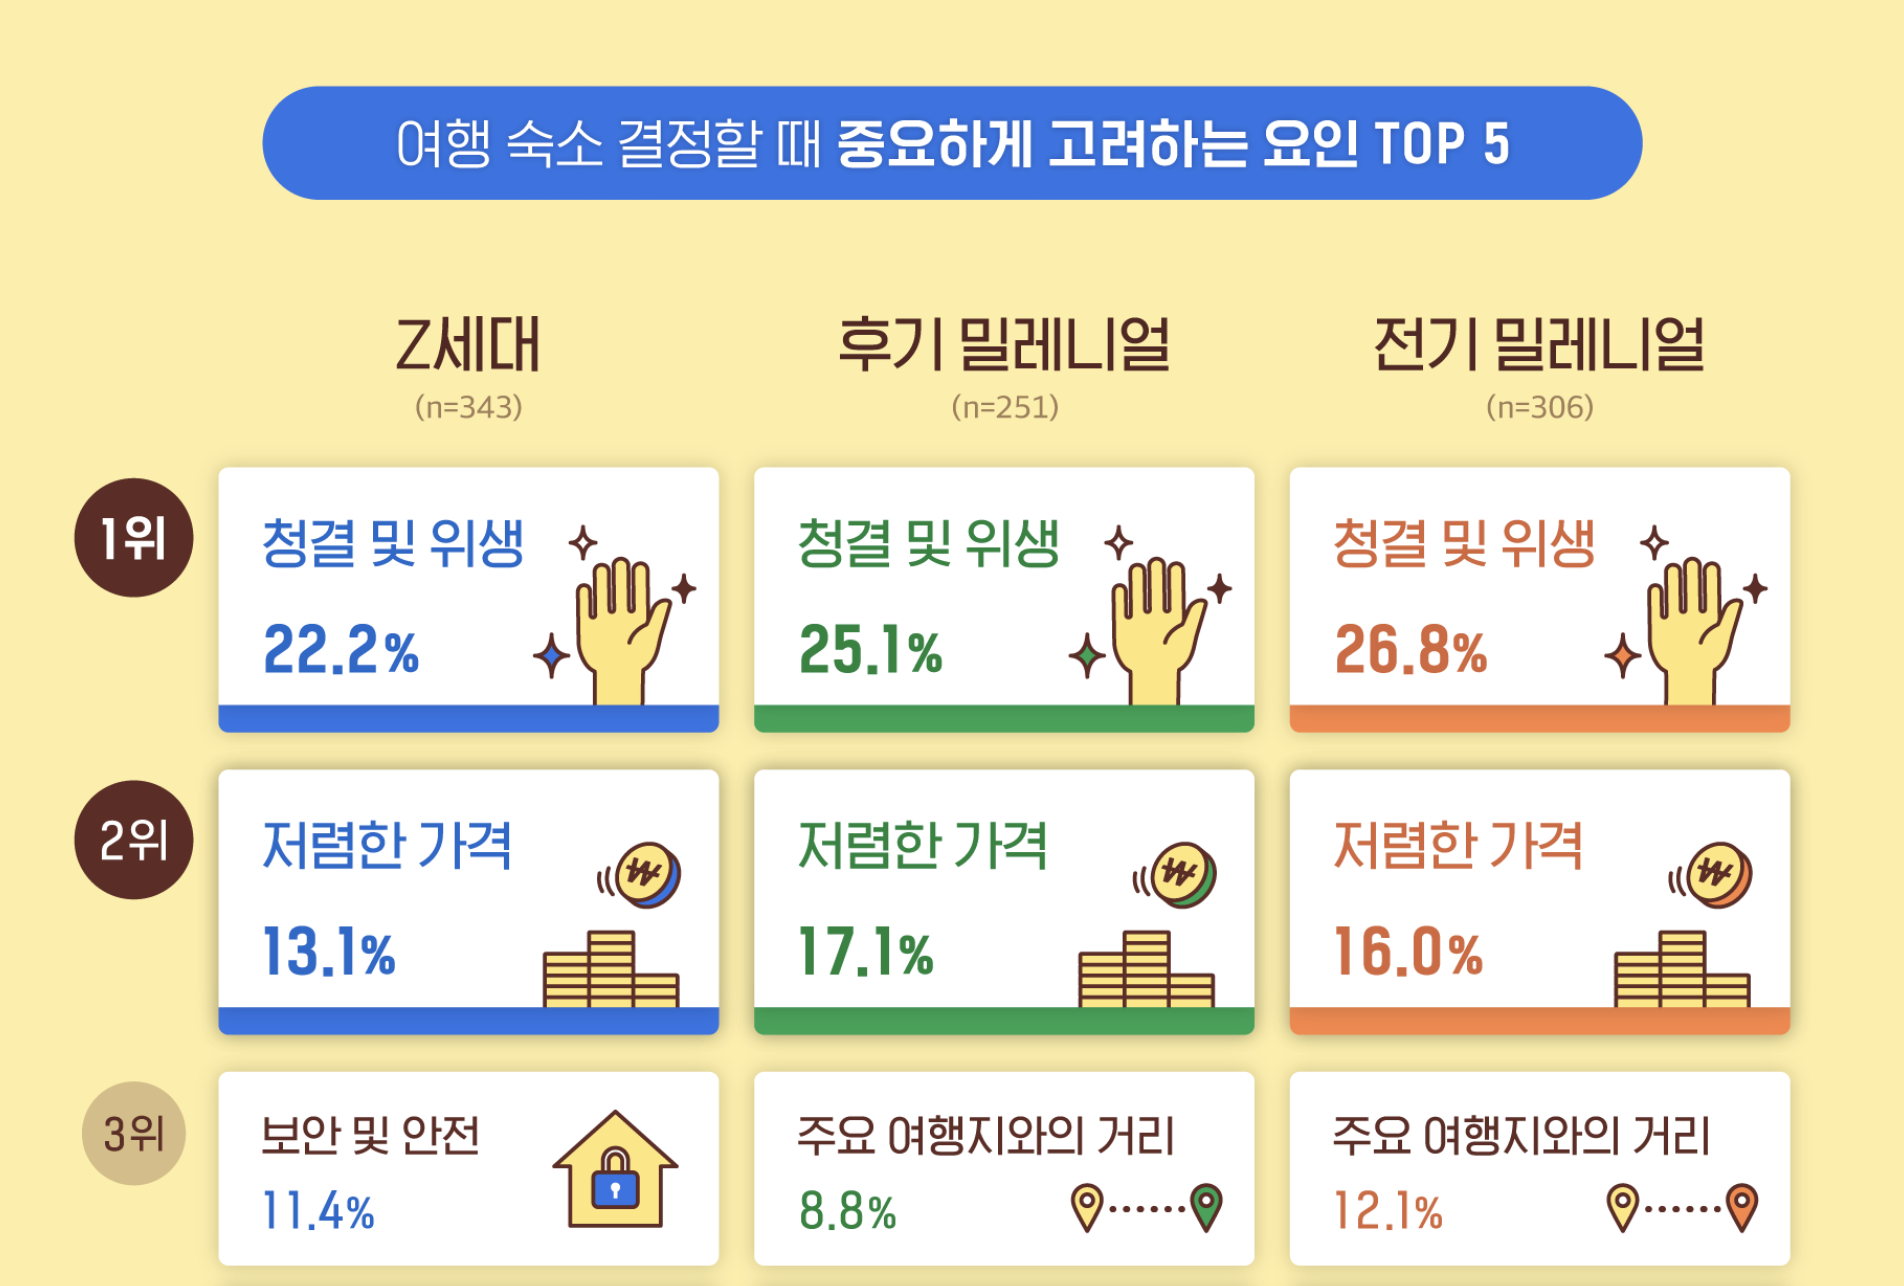 여행 숙소 결정할 때 중요하게 고려하는 요인 TOP 5
Z세대 후기 밀레니얼 전기 밀레니얼
(n=343) (n=251) (n=306)
1위
청결 및 위생 청결 및 위생 청결 및 위생
22.2% 25.1% 26.8%
2위
저렴한 가격 저렴한 가격 저렴한 가격
₩ ₩ ₩
13.1% 17.1% 16.0%
3위
보안 및 안전 주요 여행지와의 거리 주요 여행지와의 거리
11.4% 8.8% 12.1%